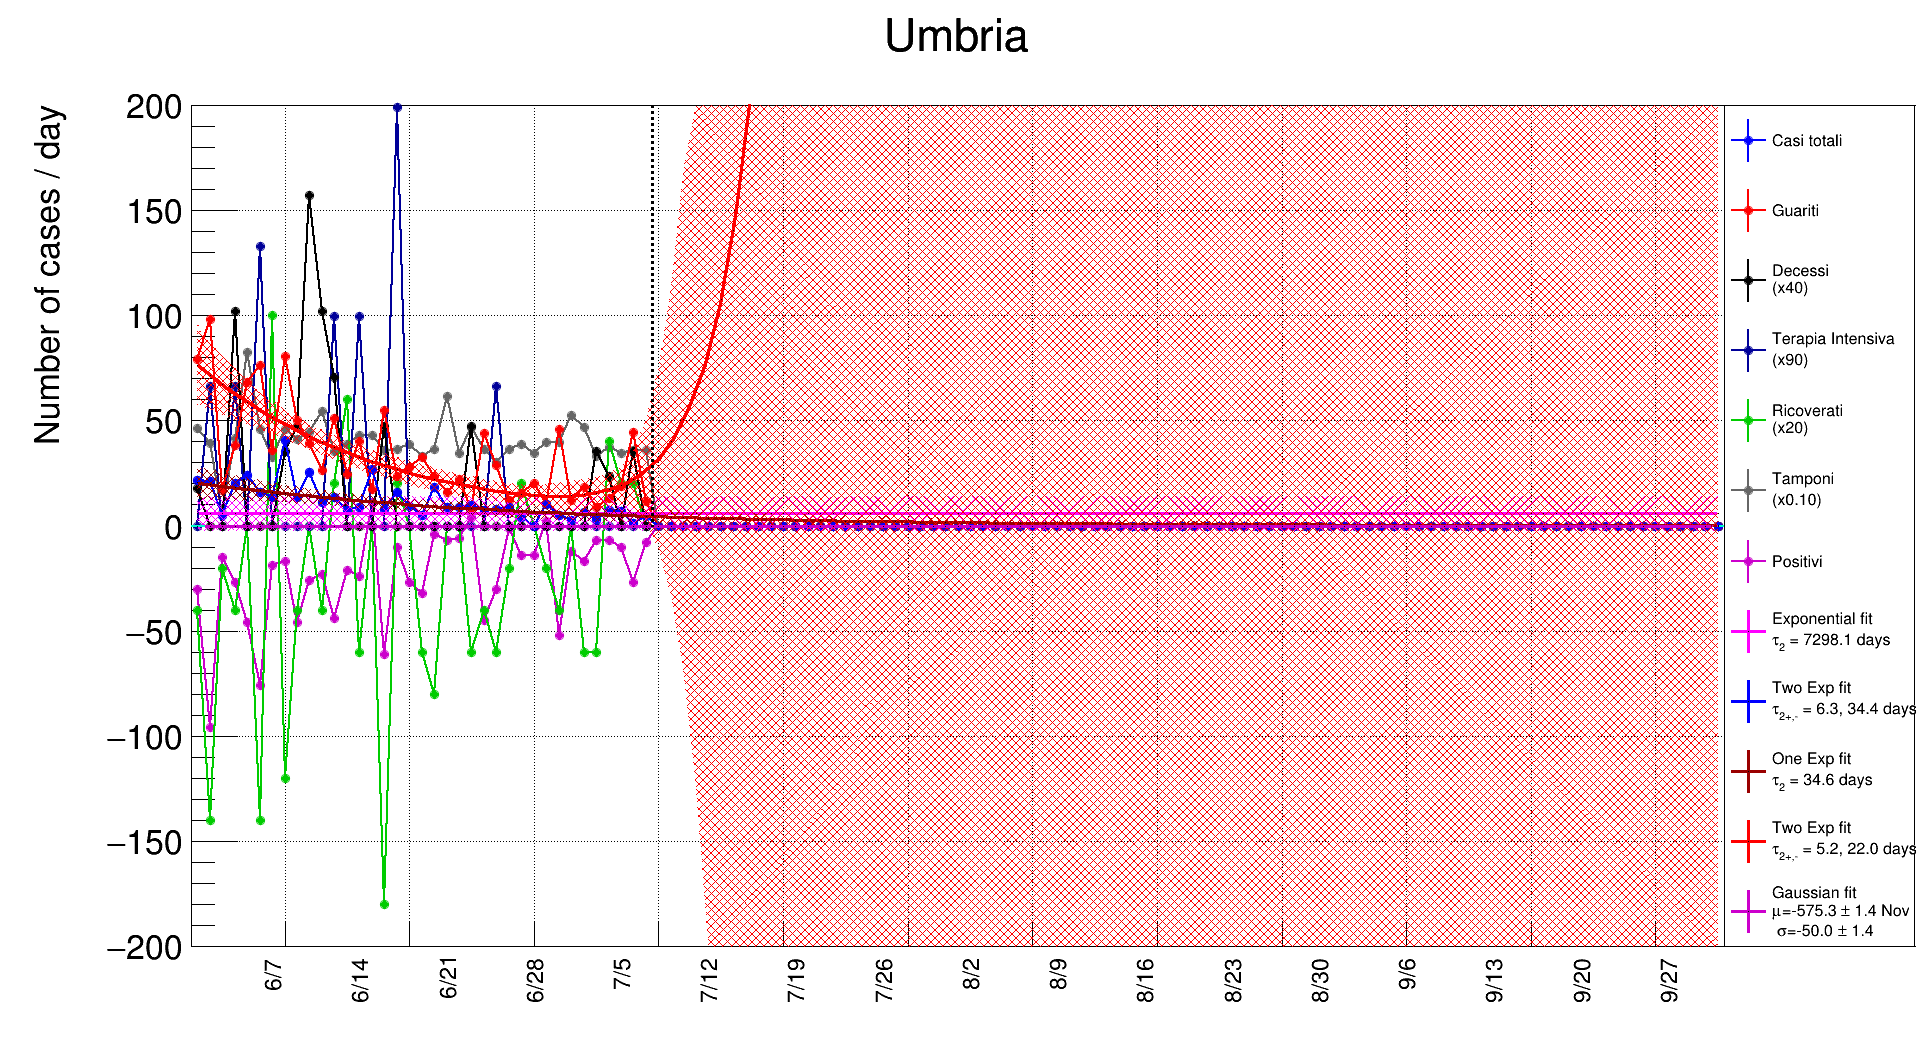 Umbria
Number of cases / day
200
150
100
50
0
−50
−100
−150
−200
6/7
6/14
6/21
6/28
7/5
7/12
7/19
7/26
8/2
8/9
8/16
8/23
8/30
9/6
9/13
9/20
9/27
Casi totali
Guariti
Decessi
(x40)
Terapia Intensiva
(x90)
Ricoverati
(x20)
Tamponi
(x0.10)
Positivi
Exponential fit
τ2 = 7298.1 days
Two Exp fit
τ2+,- = 6.3, 34.4 days
One Exp fit
τ2 = 34.6 days
Two Exp fit
τ2+,- = 5.2, 22.0 days
Gaussian fit
μ=-575.3 ± 1.4 Nov
σ=-50.0 ± 1.4